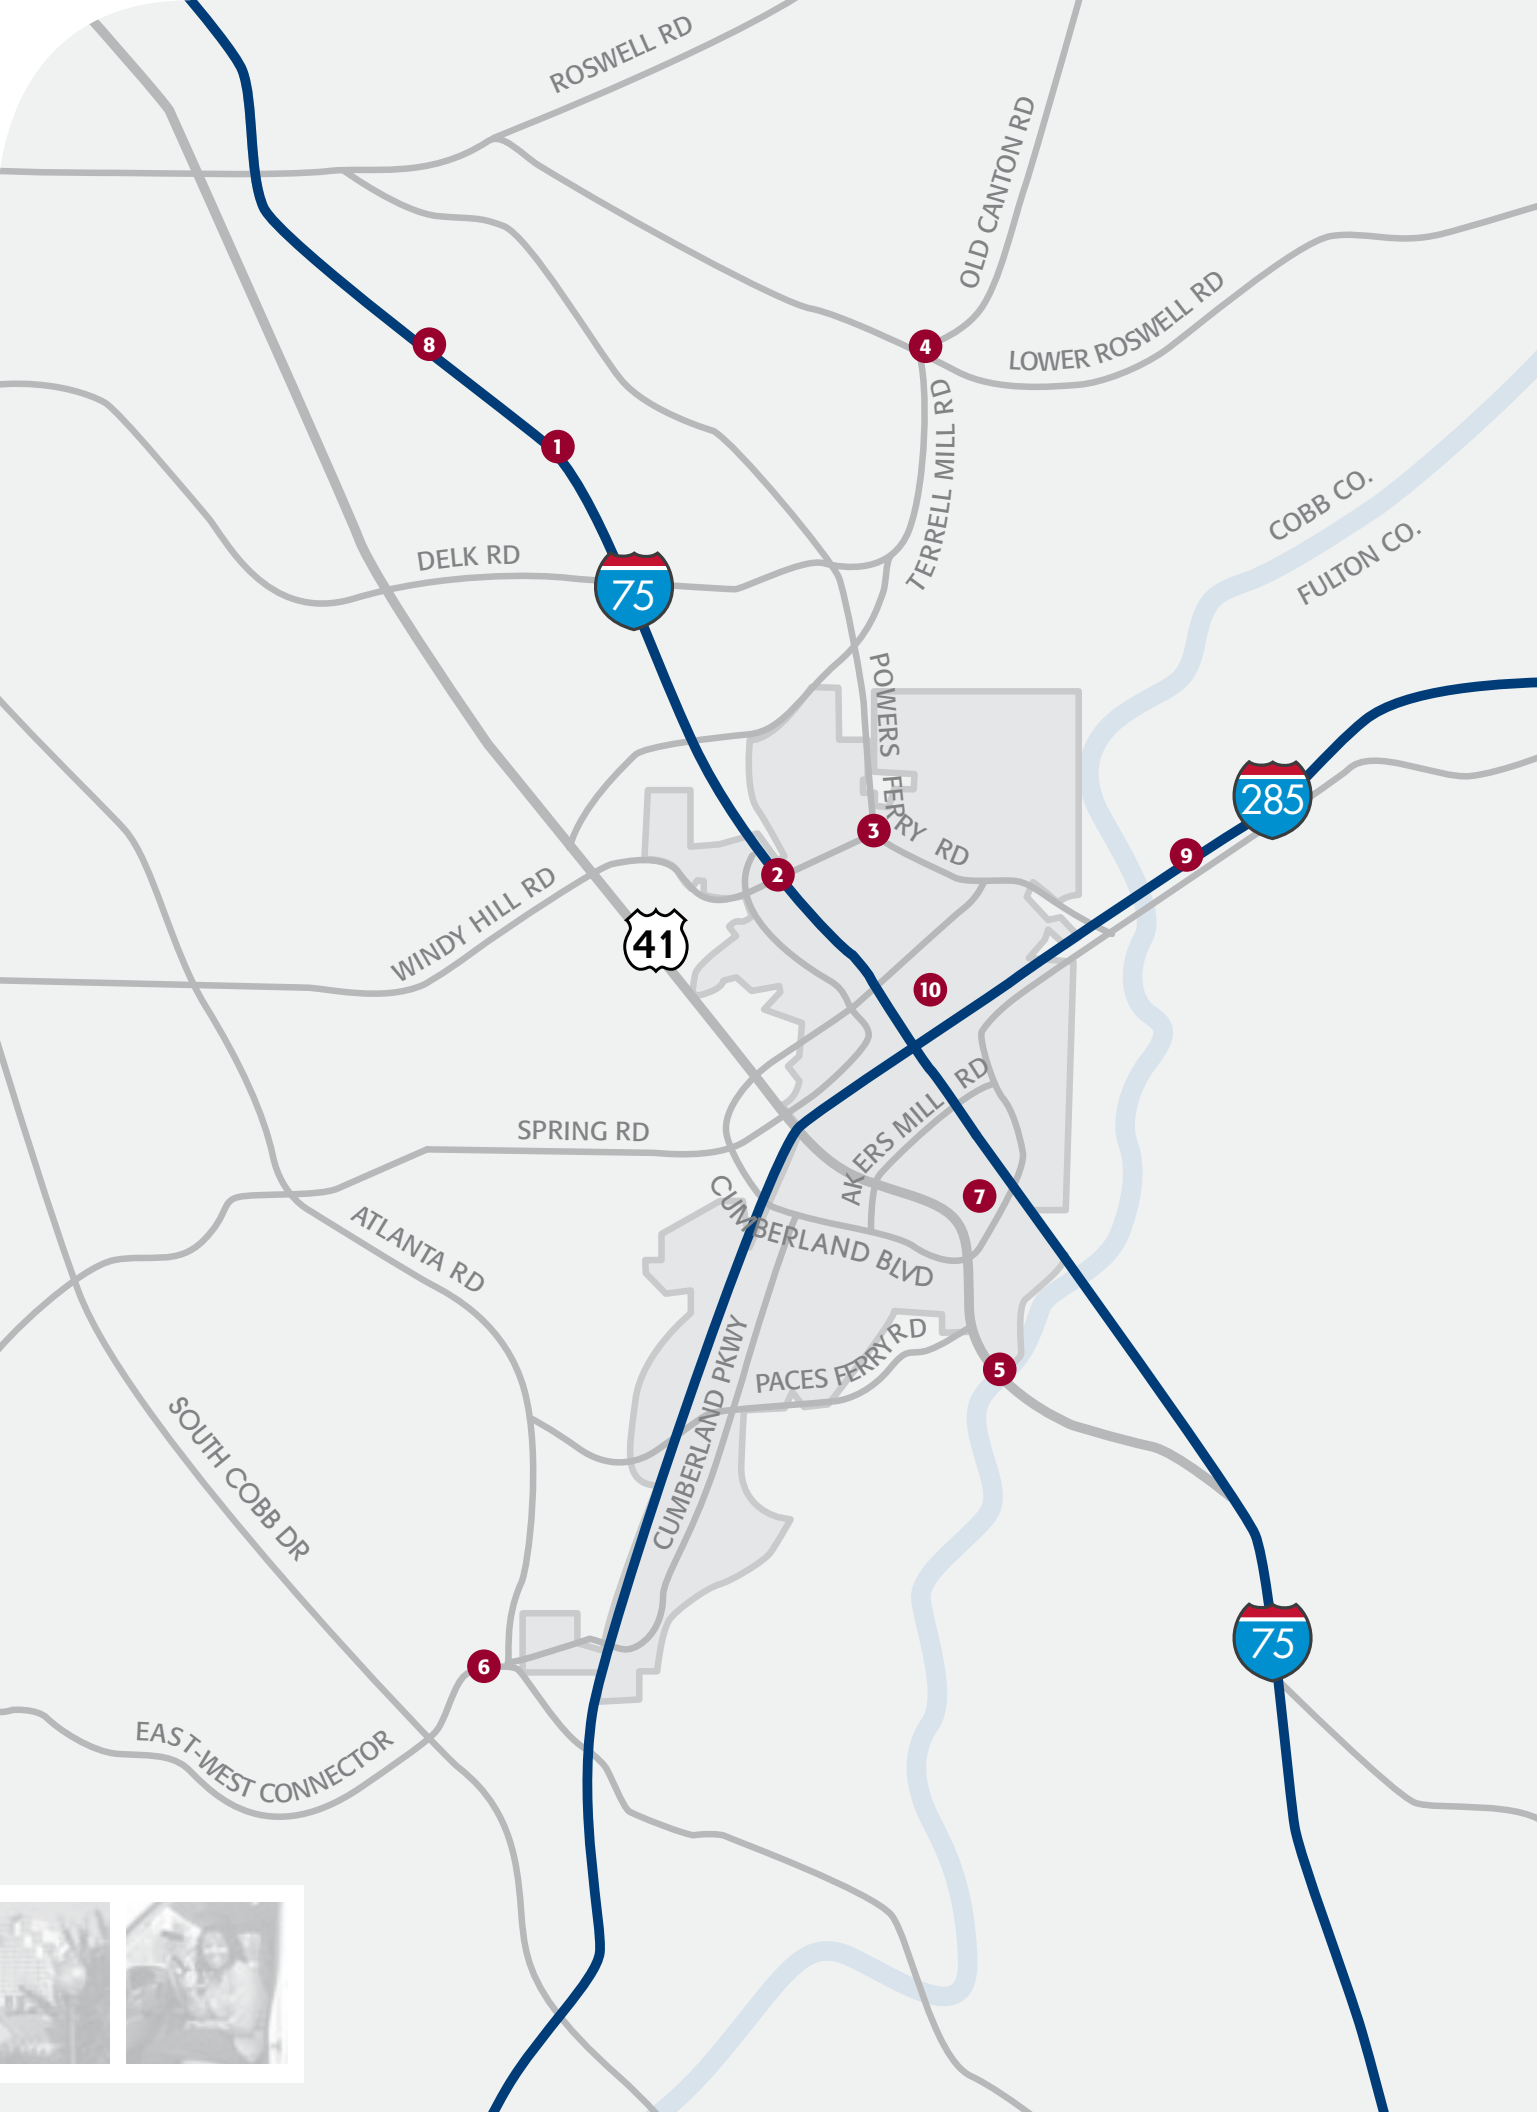 ROSWELL RD
OLD CANTON RD
LOWER ROSWELL RD
8
4
1
TERRELL MILL RD
COBB CO.
FULTON CO.
DELK RD
75
POWERS FERRY RD
285
3
9
2
WINDY HILL RD
41
10
AKERS MILL RD
SPRING RD
7
CUMBERLAND BLVD
ATLANTA RD
CUMBERLAND PKWY
PACES FERRY RD
5
SOUTH COBB DR
75
6
EAST-WEST CONNECTOR